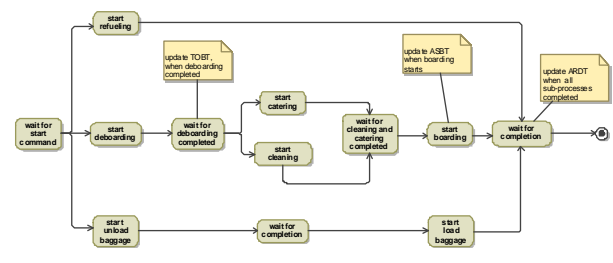 start
refueling
update TOBT,
when deboarding
completed
update ASBT
when boarding
starts
update ARDT
when all
sub-processes
completed
wait for
start
command
start
deboarding
wait for
deboarding
completed
start
catering
start
cleaning
wait for
cleaning and
catering
completed
start
boarding
wait for
completion
start
unload
baggage
wait for
completion
start
load
baggage